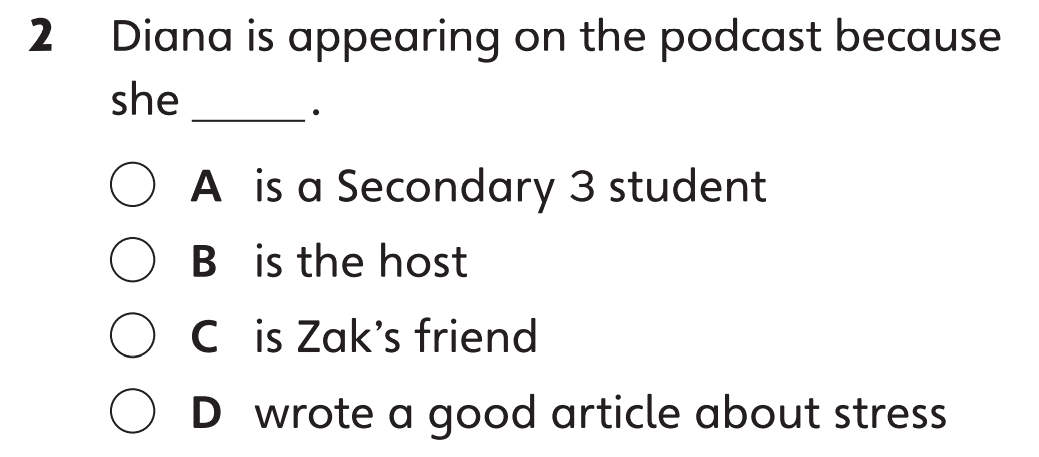 2 Diana is appearing on the podcast because
she ______.
A is a Secondary 3 student
B is the host
C is Zak’s friend
D wrote a good article about stress